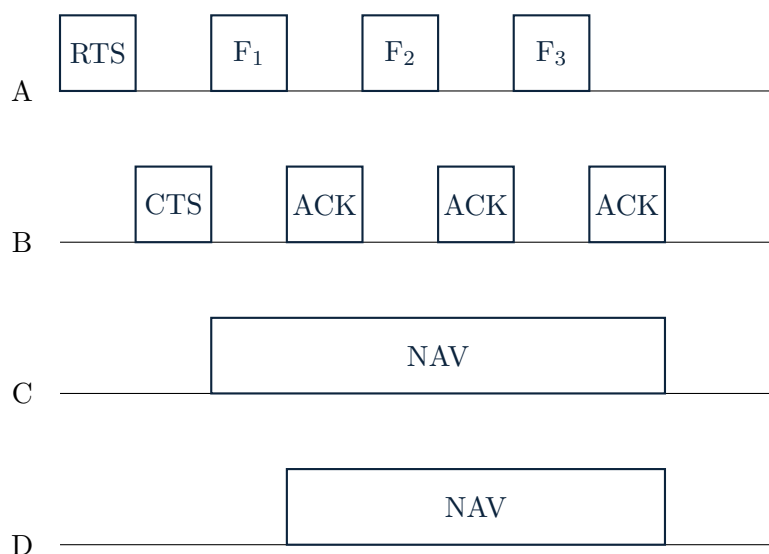 RTS F₁ F₂ F₃
A
CTS ACK ACK ACK
B
NAV
C
NAV
D